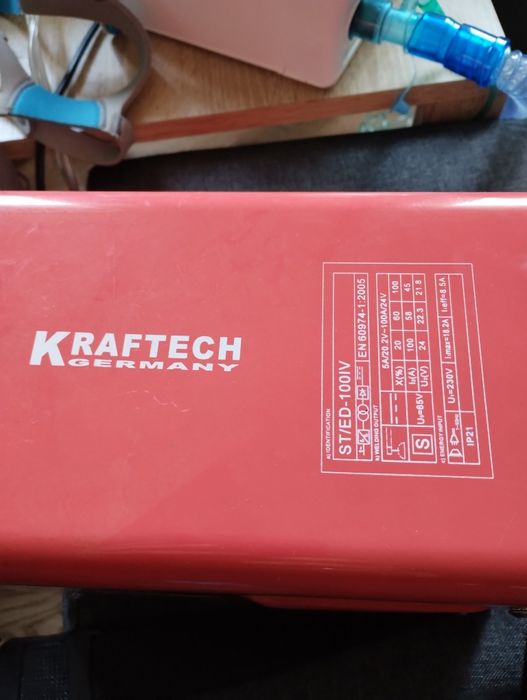 KRAFTECH
GERMANY
a) IDENTIFICATION
ST/ED-100IV
EN 60974-1:2005
b) WELDING OUTPUT
5A/20.2V~100A/24V
X(%) 20 60 100
I₂(A) 100 58 45
U₂(V) 24 22.3 21.8
S U₀=85V
c) ENERGY INPUT
U₁=230V I₁max=18.2A I₁eff=8.5A
IP21